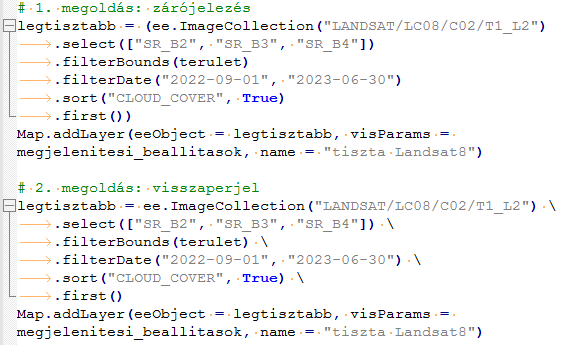 # 1. megoldás: zárójelezés
legtisztabb = (ee.ImageCollection("LANDSAT/LC08/C02/T1_L2")
.select(["SR_B2", "SR_B3", "SR_B4"])
.filterBounds(terulet)
.filterDate("2022-09-01", "2023-06-30")
.sort("CLOUD_COVER", True)
.first())
Map.addLayer(eeObject = legtisztabb, visParams =
megjelenitesi_beallitasok, name = "tiszta Landsat8")
# 2. megoldás: visszaperjel
legtisztabb = ee.ImageCollection("LANDSAT/LC08/C02/T1_L2") \
.select(["SR_B2", "SR_B3", "SR_B4"]) \
.filterBounds(terulet) \
.filterDate("2022-09-01", "2023-06-30") \
.sort("CLOUD_COVER", True) \
.first()
Map.addLayer(eeObject = legtisztabb, visParams =
megjelenitesi_beallitasok, name = "tiszta Landsat8")